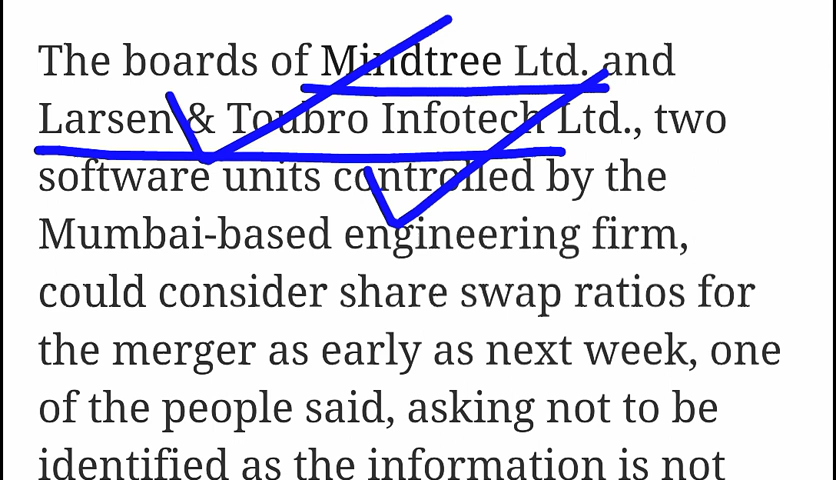 The boards of Mindtree Ltd. and
Larsen & Toubro Infotech Ltd., two
software units controlled by the
Mumbai-based engineering firm,
could consider share swap ratios for
the merger as early as next week, one
of the people said, asking not to be
identified as the information is not